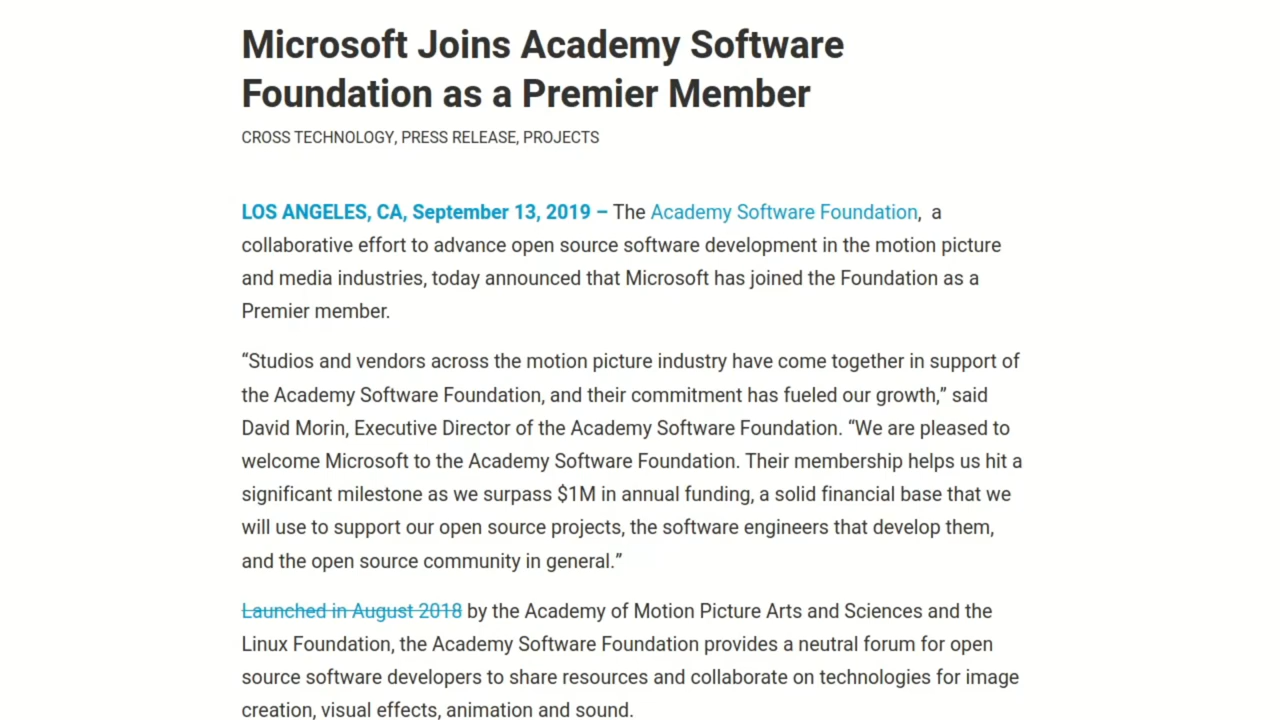 Microsoft Joins Academy Software
Foundation as a Premier Member
CROSS TECHNOLOGY, PRESS RELEASE, PROJECTS
LOS ANGELES, CA, September 13, 2019 – The Academy Software Foundation, a
collaborative effort to advance open source software development in the motion picture
and media industries, today announced that Microsoft has joined the Foundation as a
Premier member.
“Studios and vendors across the motion picture industry have come together in support of
the Academy Software Foundation, and their commitment has fueled our growth,” said
David Morin, Executive Director of the Academy Software Foundation. “We are pleased to
welcome Microsoft to the Academy Software Foundation. Their membership helps us hit a
significant milestone as we surpass $1M in annual funding, a solid financial base that we
will use to support our open source projects, the software engineers that develop them,
and the open source community in general.”
Launched in August 2018 by the Academy of Motion Picture Arts and Sciences and the
Linux Foundation, the Academy Software Foundation provides a neutral forum for open
source software developers to share resources and collaborate on technologies for image
creation, visual effects, animation and sound.